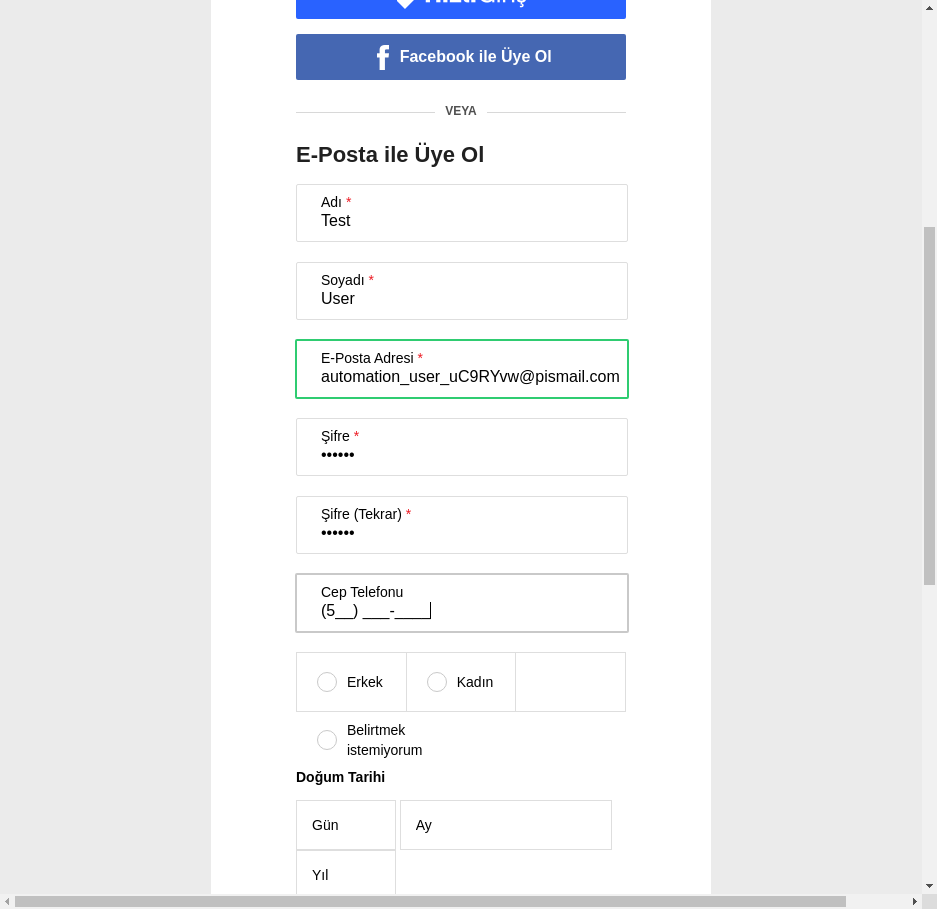 Facebook ile Üye Ol
VEYA
E-Posta ile Üye Ol
Adı *
Test
Soyadı *
User
E-Posta Adresi *
automation_user_uC9RYvw@pismail.com
Şifre *
••••••
Şifre (Tekrar) *
••••••
Cep Telefonu
(5__) ___-____
Erkek
Kadın
Belirtmek
istemiyorum
Doğum Tarihi
Gün
Ay
Yıl